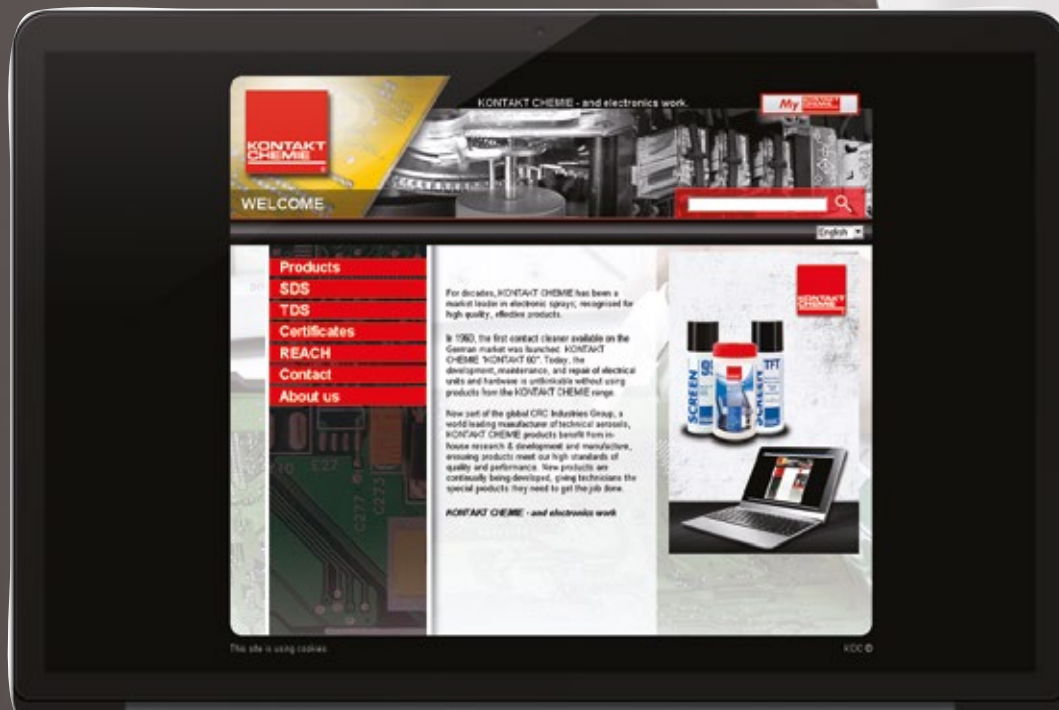 KONTAKT
CHEMIE
KONTAKT CHEMIE - and electronics work.
My KONTAKT CHEMIE
WELCOME
English
Products
SDS
TDS
Certificates
REACH
Contact
About us
For decades, KONTAKT CHEMIE has been a
market leader in electronic sprays, recognised for
high quality, effective products.
In 1960, the first contact cleaner available on the
German market was launched: KONTAKT
CHEMIE "KONTAKT 60". Today, the
development, maintenance, and repair of electrical
units and hardware is unthinkable without using
products from the KONTAKT CHEMIE range.
Now part of the global CRC Industries Group, a
world leading manufacturer of technical aerosols,
KONTAKT CHEMIE products benefit from in-
house research & development and manufacture,
ensuring products meet our high standards of
quality and performance. New products are
continually being developed, giving technicians the
special products they need to get the job done.
KONTAKT CHEMIE - and electronics work
KONTAKT
CHEMIE
SCREEN
SCREEN TFT
E27
C277
C273
This site is using cookies